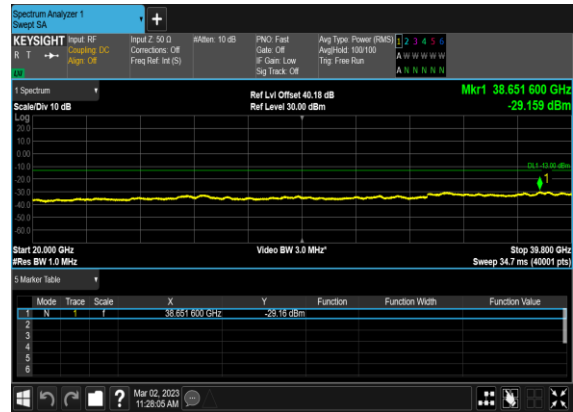 Spectrum Analyzer 1
Swept SA
KEYSIGHT Input: RF Input Z: 50 Ω #Atten: 10 dB PNO: Fast Avg Type: Power (RMS) 1 2 3 4 5 6
R T Coupling: DC Corrections: Off Gate: Off Avg|Hold: 100/100 A W W W W W
Align: Off Freq Ref: Int (S) IF Gain: Low Trig: Free Run
LW Sig Track: Off A N N N N N
1 Spectrum Ref Lvl Offset 40.18 dB Mkr1 38.651 600 GHz
Scale/Div 10 dB Ref Level 30.00 dBm -29.159 dBm
Log
20.0
10.0
0.00
-10.0 DL1 -13.00 dBm
-20.0 1
-30.0
-40.0
-50.0
-60.0
Start 20.000 GHz Video BW 3.0 MHz* Stop 39.800 GHz
#Res BW 1.0 MHz Sweep 34.7 ms (40001 pts)
5 Marker Table
Mode Trace Scale X Y Function Function Width Function Value
1 N 1 f 38.651 600 GHz -29.16 dBm
2
3
4
5
6
? Mar 02, 2023
11:28:05 AM